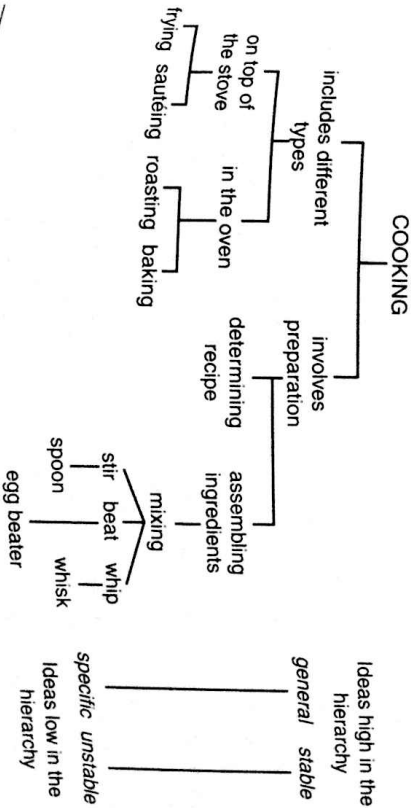 COOKING
includes different
types
involves
preparation
on top of
the stove
in the oven
determining
recipe
assembling
ingredients
frying sautéing
roasting baking
mixing
stir beat whip
spoon
egg beater
whisk
Ideas high in the
hierarchy
general stable
specific unstable
Ideas low in the
hierarchy